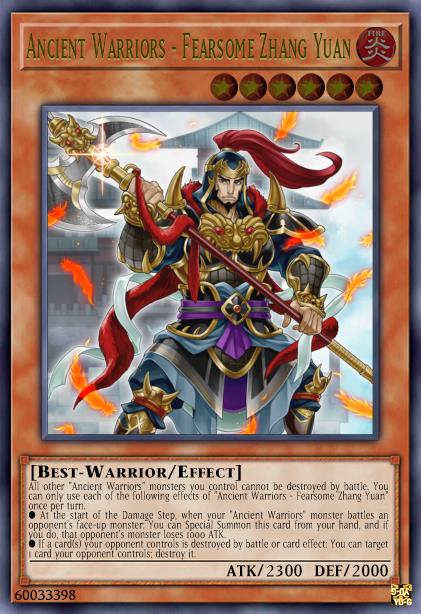 ANCIENT WARRIORS - FEARSOME ZHANG YUAN
FIRE
炎
[BEST-WARRIOR/EFFECT]
All other "Ancient Warriors" monsters you control cannot be destroyed by battle. You
can only use each of the following effects of "Ancient Warriors - Fearsome Zhang Yuan"
once per turn.
● At the start of the Damage Step, when your "Ancient Warriors" monster battles an
opponent's face-up monster: You can Special Summon this card from your hand, and if
you do, that opponent's monster loses 1000 ATK.
● If a card(s) your opponent controls is destroyed by battle or card effect: You can target
1 card your opponent controls; destroy it.
ATK/2300 DEF/2000
60033398